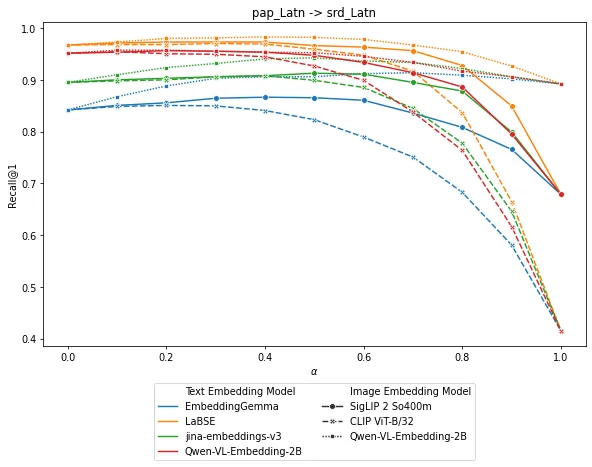 pap_Latn -> srd_Latn
Recall@1
1.0
0.9
0.8
0.7
0.6
0.5
0.4
0.0 0.2 0.4 0.6 0.8 1.0
α
Text Embedding Model Image Embedding Model
EmbeddingGemma SigLIP 2 So400m
LaBSE CLIP ViT-B/32
jina-embeddings-v3 Qwen-VL-Embedding-2B
Qwen-VL-Embedding-2B